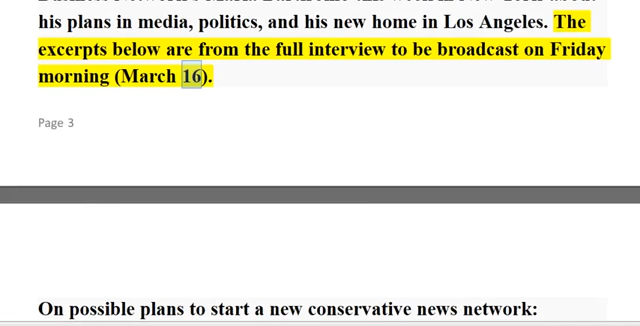 his plans in media, politics, and his new home in Los Angeles. The
excerpts below are from the full interview to be broadcast on Friday
morning (March 16).
Page 3
On possible plans to start a new conservative news network: